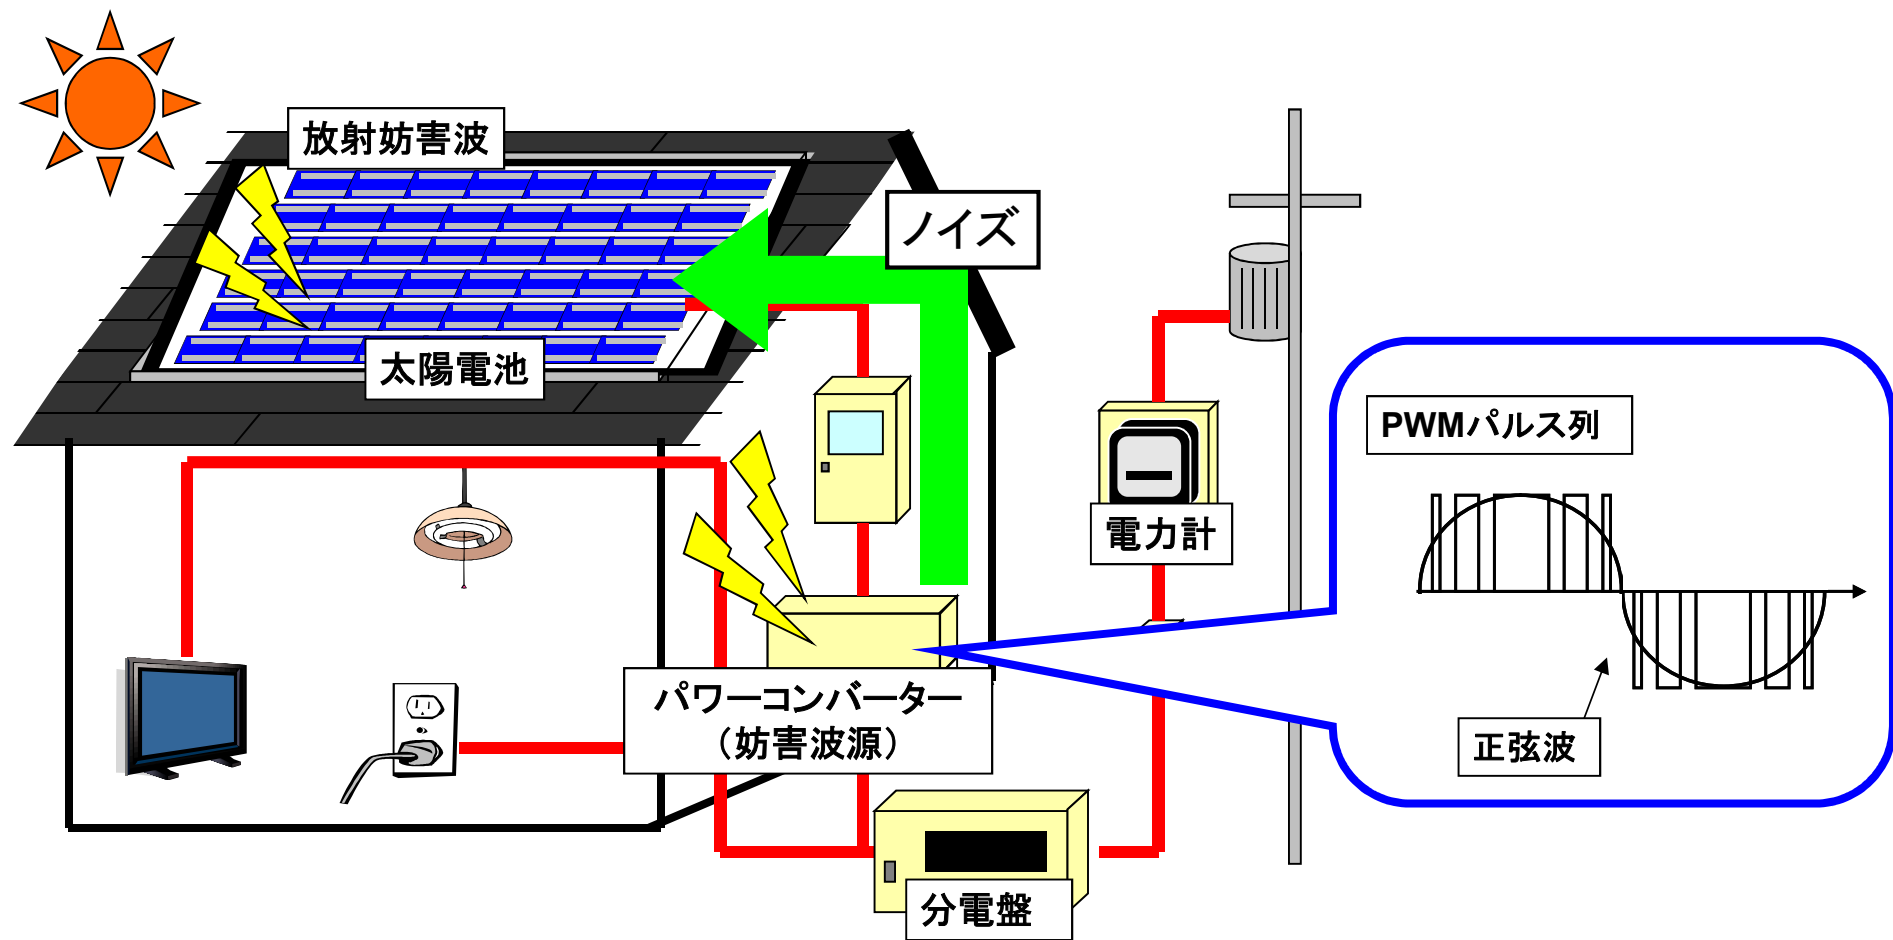 放射妨害波
ノイズ
太陽電池
PWMパルス列
電力計
パワーコンバーター
（妨害波源）
正弦波
分電盤